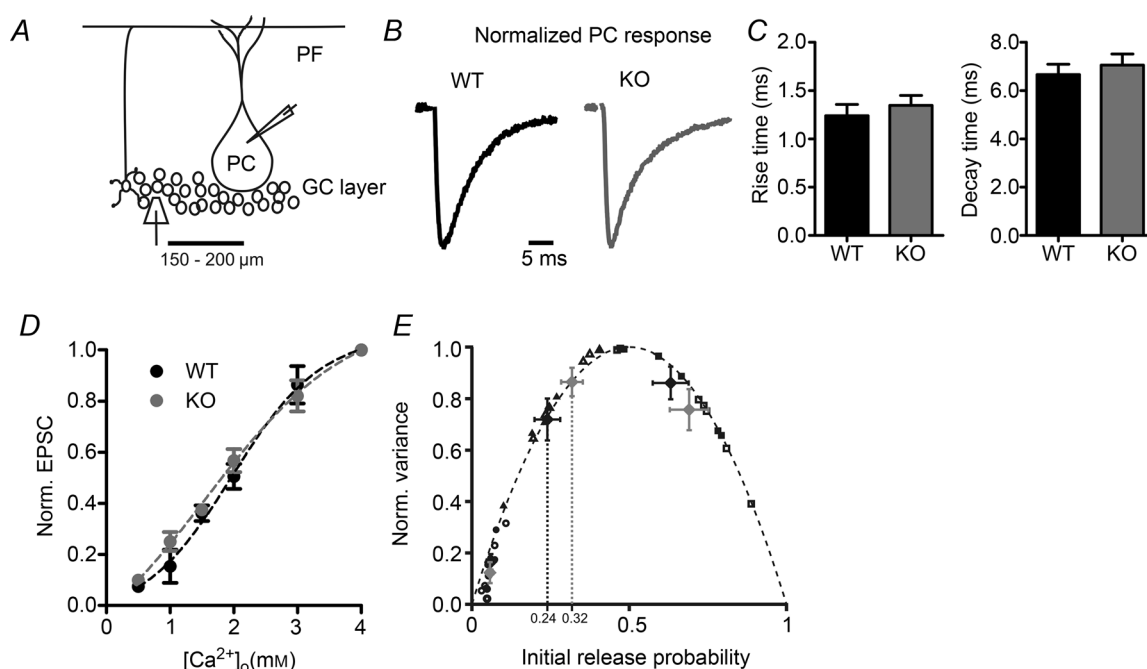 A
PF
PC
GC layer
150 - 200 µm
B
Normalized PC response
WT
KO
5 ms
C
2.0
1.5
1.0
0.5
0.0
Rise time (ms)
WT
KO
8.0
6.0
4.0
2.0
0.0
Decay time (ms)
WT
KO
D
1.0
0.8
0.6
0.4
0.2
0.0
Norm. EPSC
WT
KO
0
1
2
3
4
[Ca²⁺]ₒ(mM)
E
1.0
0.8
0.6
0.4
0.2
0.0
Norm. variance
0
0.24
0.32
0.5
1
Initial release probability